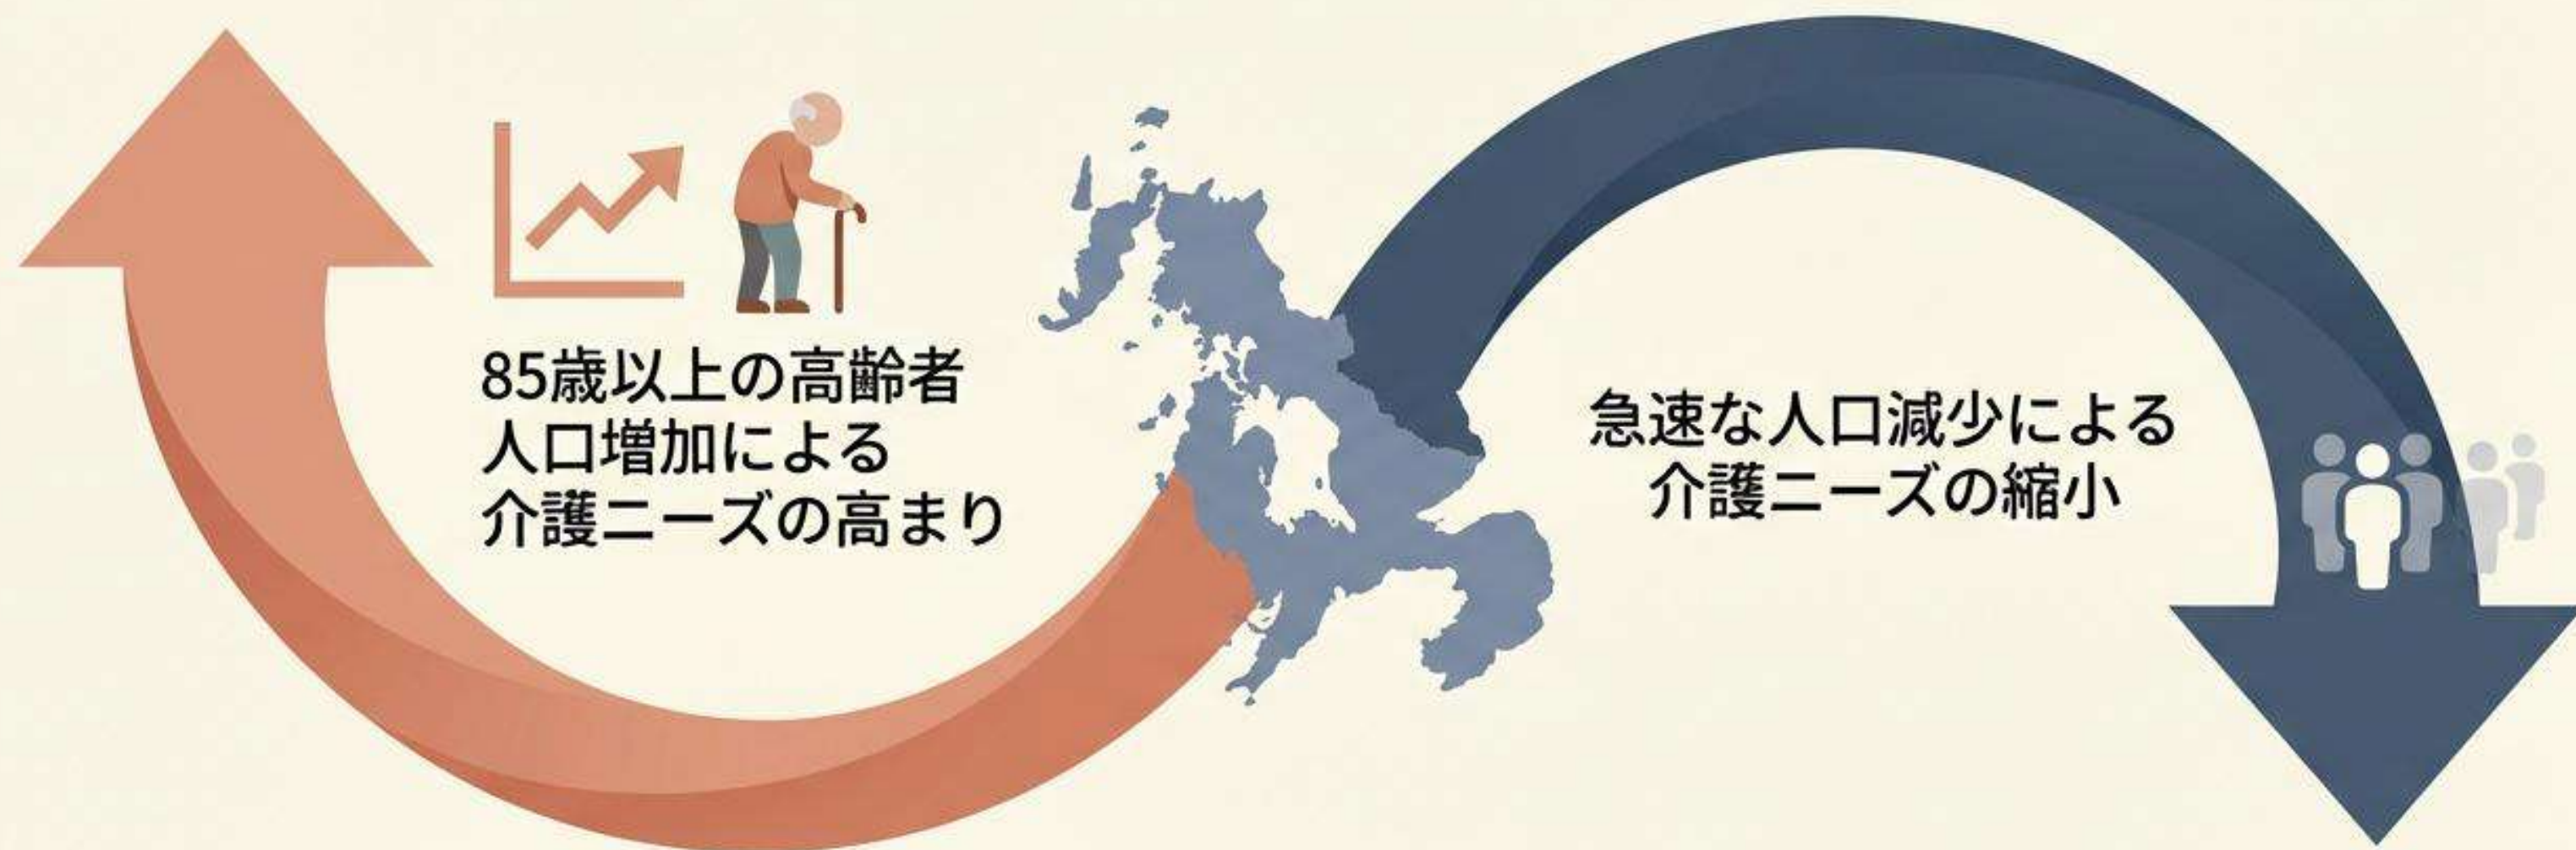 85歳以上の高齢者
人口増加による
介護ニーズの高まり
急速な人口減少による
介護ニーズの縮小